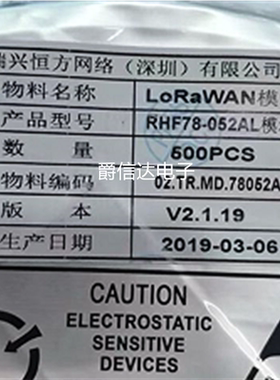 瑞兴恒方网络（深圳）有限公司
物料名称 LoRaWAN模
产品型号 RHF78-052AL模
数量 500PCS
爵信达电子
物料编码 0Z.TR.MD.78052A
版本 V2.1.19
生产日期 2019-03-06
CAUTION
ELECTROSTATIC
SENSITIVE
DEVICES